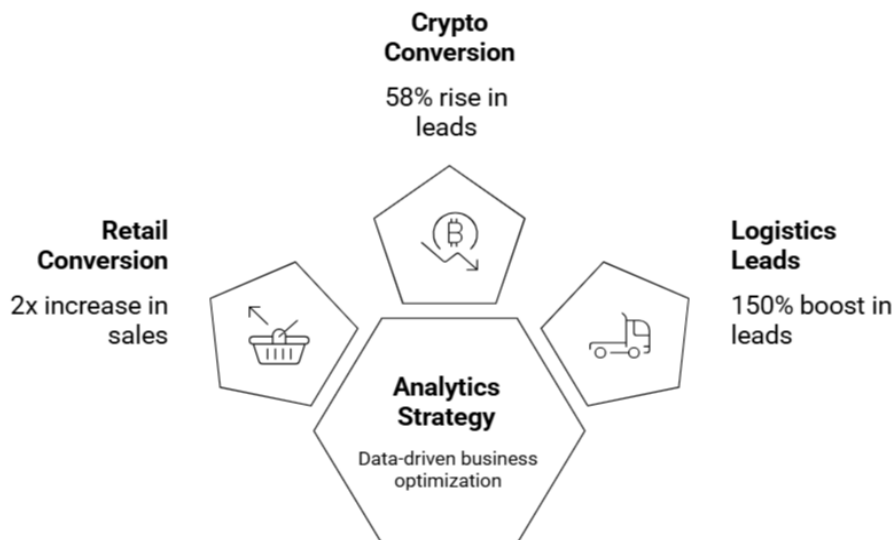 Crypto
Conversion
58% rise in
leads
Retail
Conversion
2x increase in
sales
Logistics
Leads
150% boost in
leads
Analytics
Strategy
Data-driven business
optimization